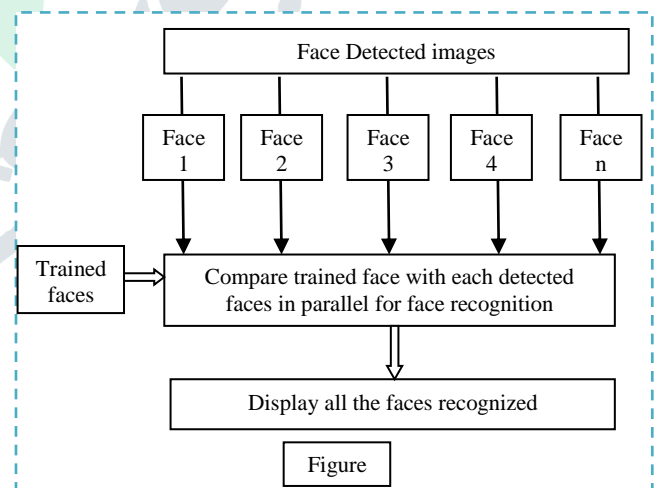 Face Detected images
Face
1
Face
2
Face
3
Face
4
Face
n
Trained
faces
Compare trained face with each detected
faces in parallel for face recognition
Display all the faces recognized
Figure